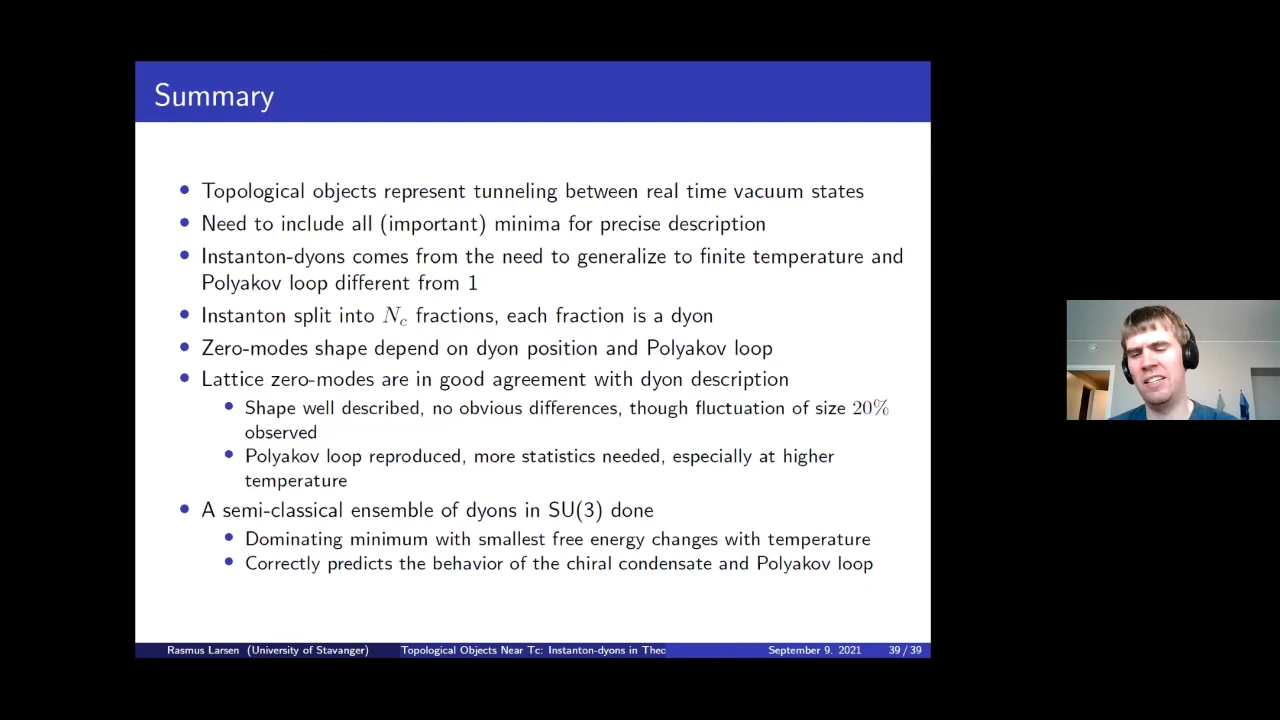 Summary
• Topological objects represent tunneling between real time vacuum states
• Need to include all (important) minima for precise description
• Instanton-dyons comes from the need to generalize to finite temperature and
Polyakov loop different from 1
• Instanton split into N_c fractions, each fraction is a dyon
• Zero-modes shape depend on dyon position and Polyakov loop
• Lattice zero-modes are in good agreement with dyon description
• Shape well described, no obvious differences, though fluctuation of size 20%
observed
• Polyakov loop reproduced, more statistics needed, especially at higher
temperature
• A semi-classical ensemble of dyons in SU(3) done
• Dominating minimum with smallest free energy changes with temperature
• Correctly predicts the behavior of the chiral condensate and Polyakov loop
Rasmus Larsen (University of Stavanger) Topological Objects Near Tc: Instanton-dyons in Theo September 9. 2021 39 / 39